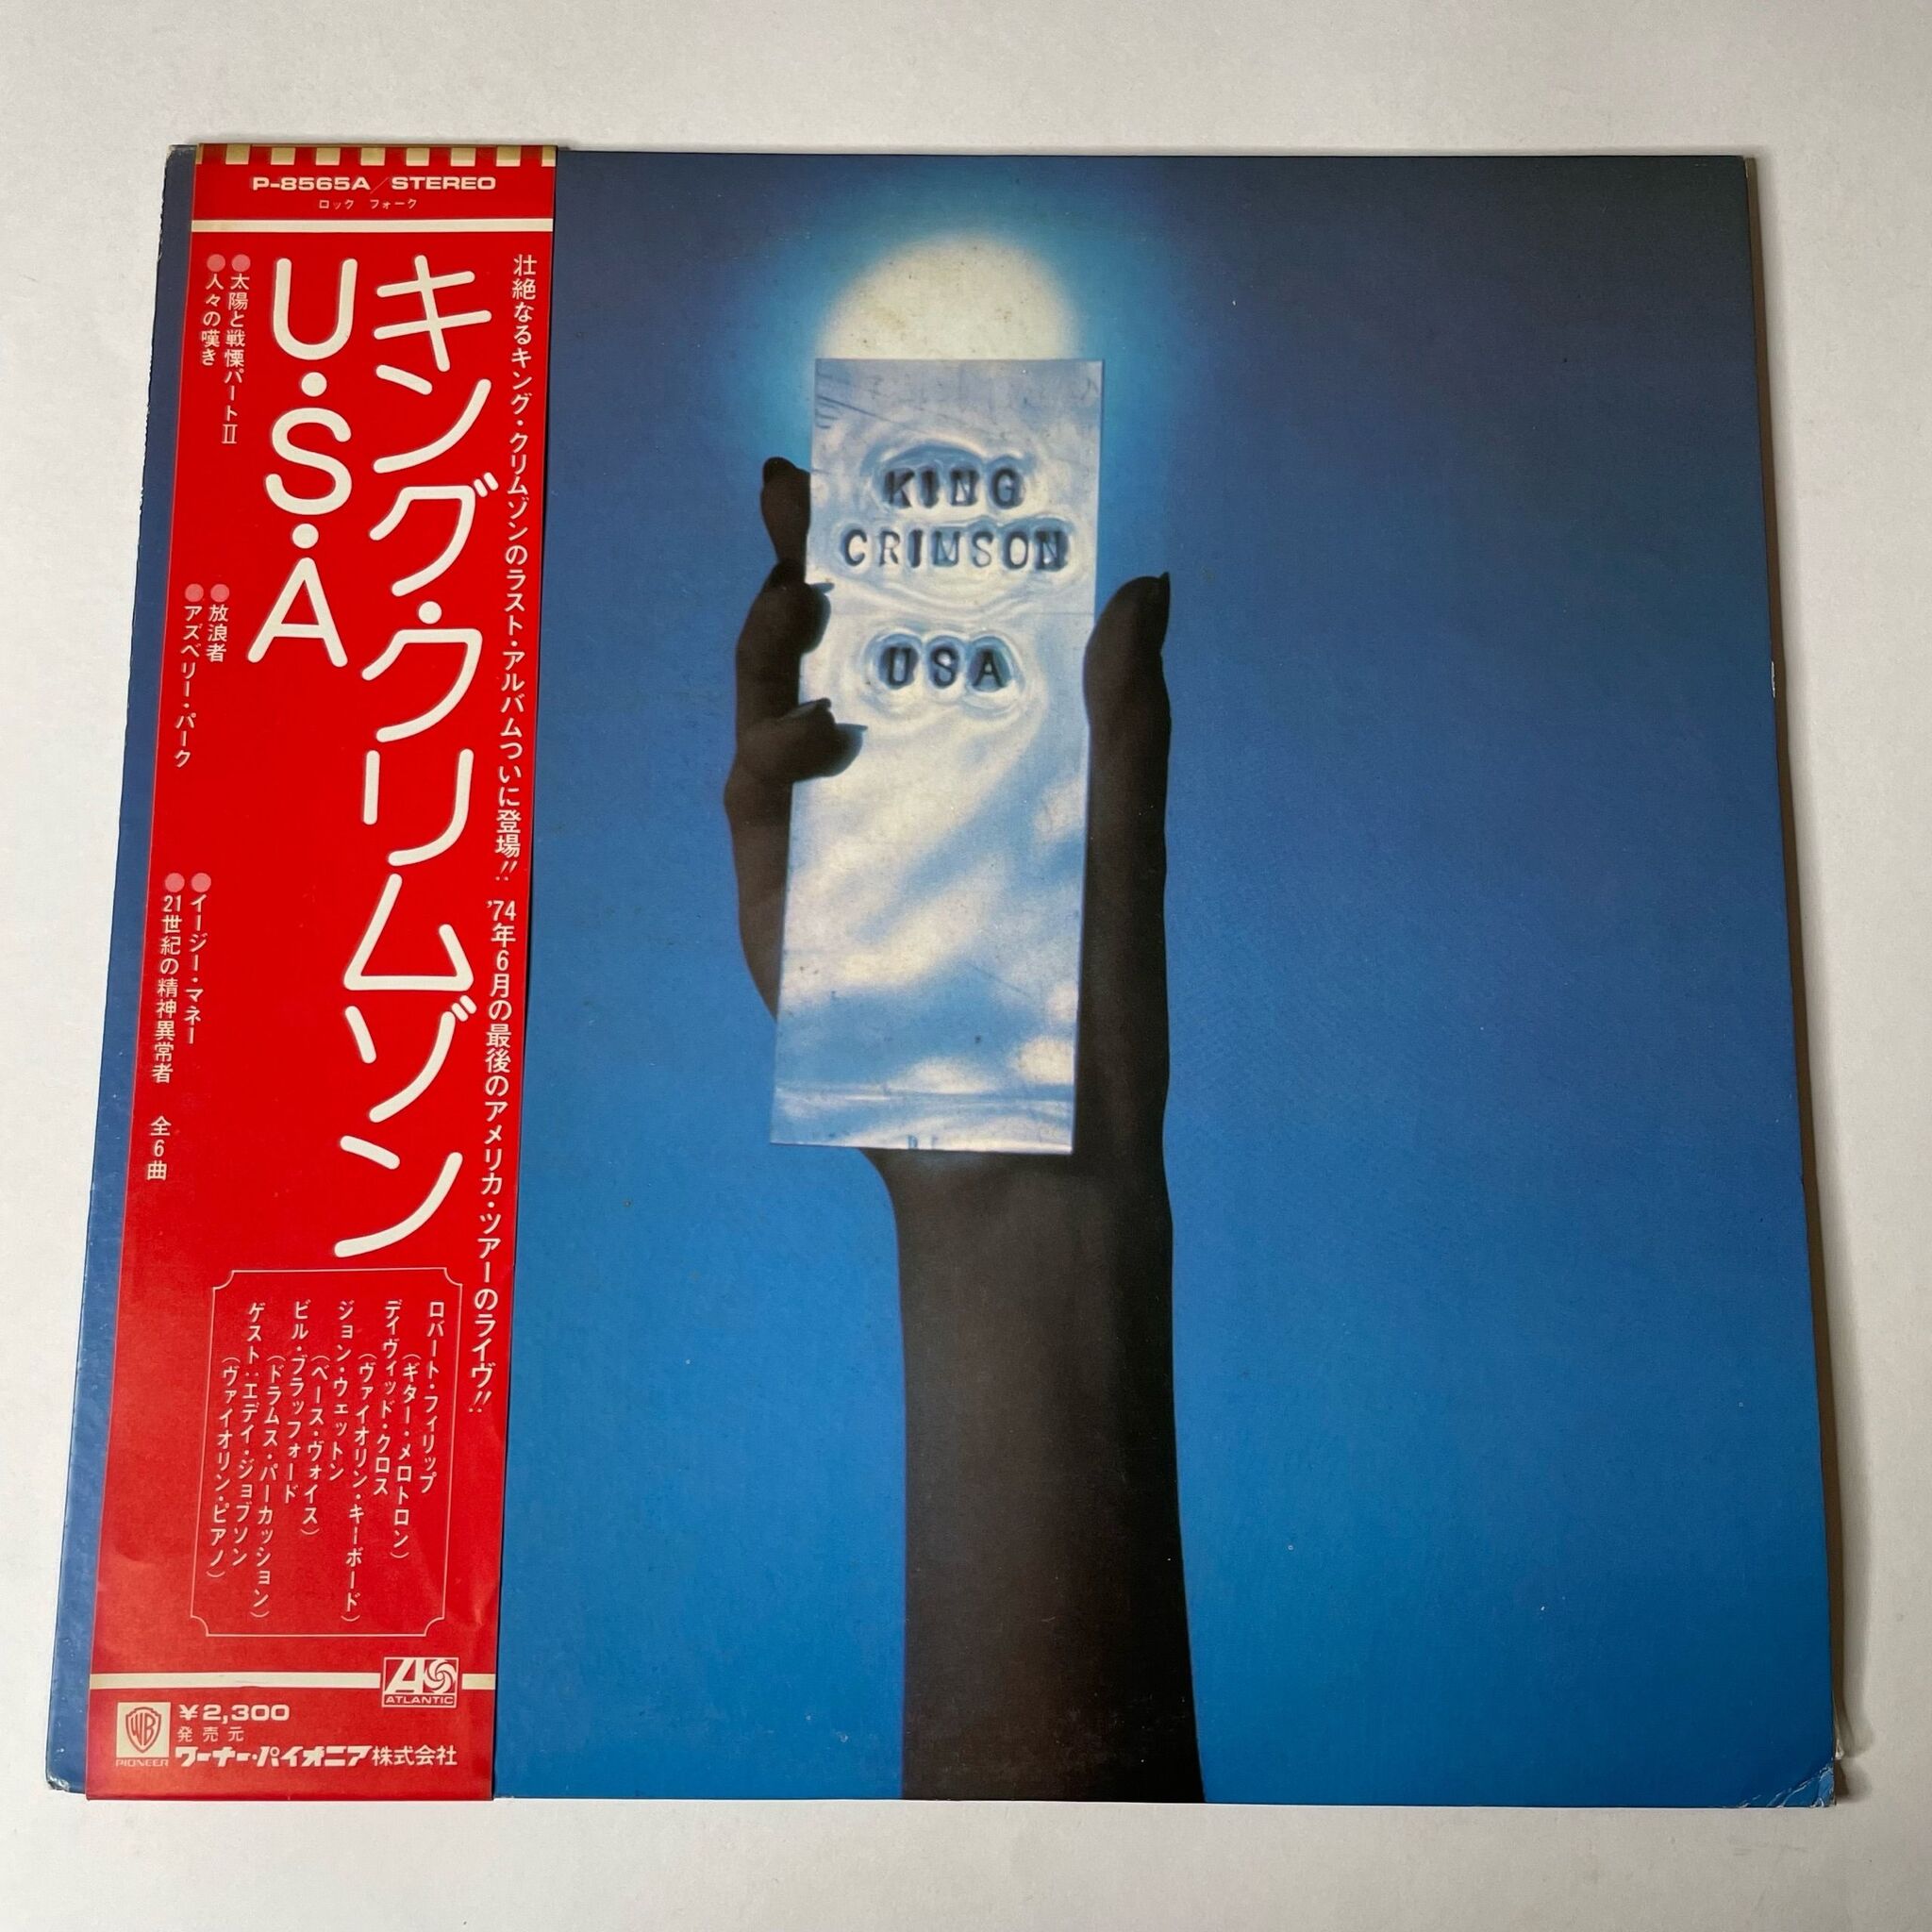 P-8565A/STEREO
ロック フォーク
壮絶なるキング・クリムゾンのラスト・アルバムついに登場!! '74年6月の最後のアメリカ・ツアーのライヴ!!
キング・クリムゾン
U・S・A
●太陽と戦慄パートII
●人々の嘆き
●放浪者
●アズベリー・パーク
●イージー・マネー
●21世紀の精神異常者 全6曲
ロバート・フィリップ
(ギター・メロトロン)
デイヴィッド・クロス
(ヴァイオリン・キーボード)
ジョン・ウェットン
(ベース・ヴォイス)
ビル・ブラッフォード
(ドラムス・パーカッション)
ゲスト:エディ・ジョブソン
(ヴァイオリン・ピアノ)
ATLANTIC
WB
PIONEER
¥2,300
発売元
ワーナー・パイオニア株式会社
KING
CRIMSON
USA